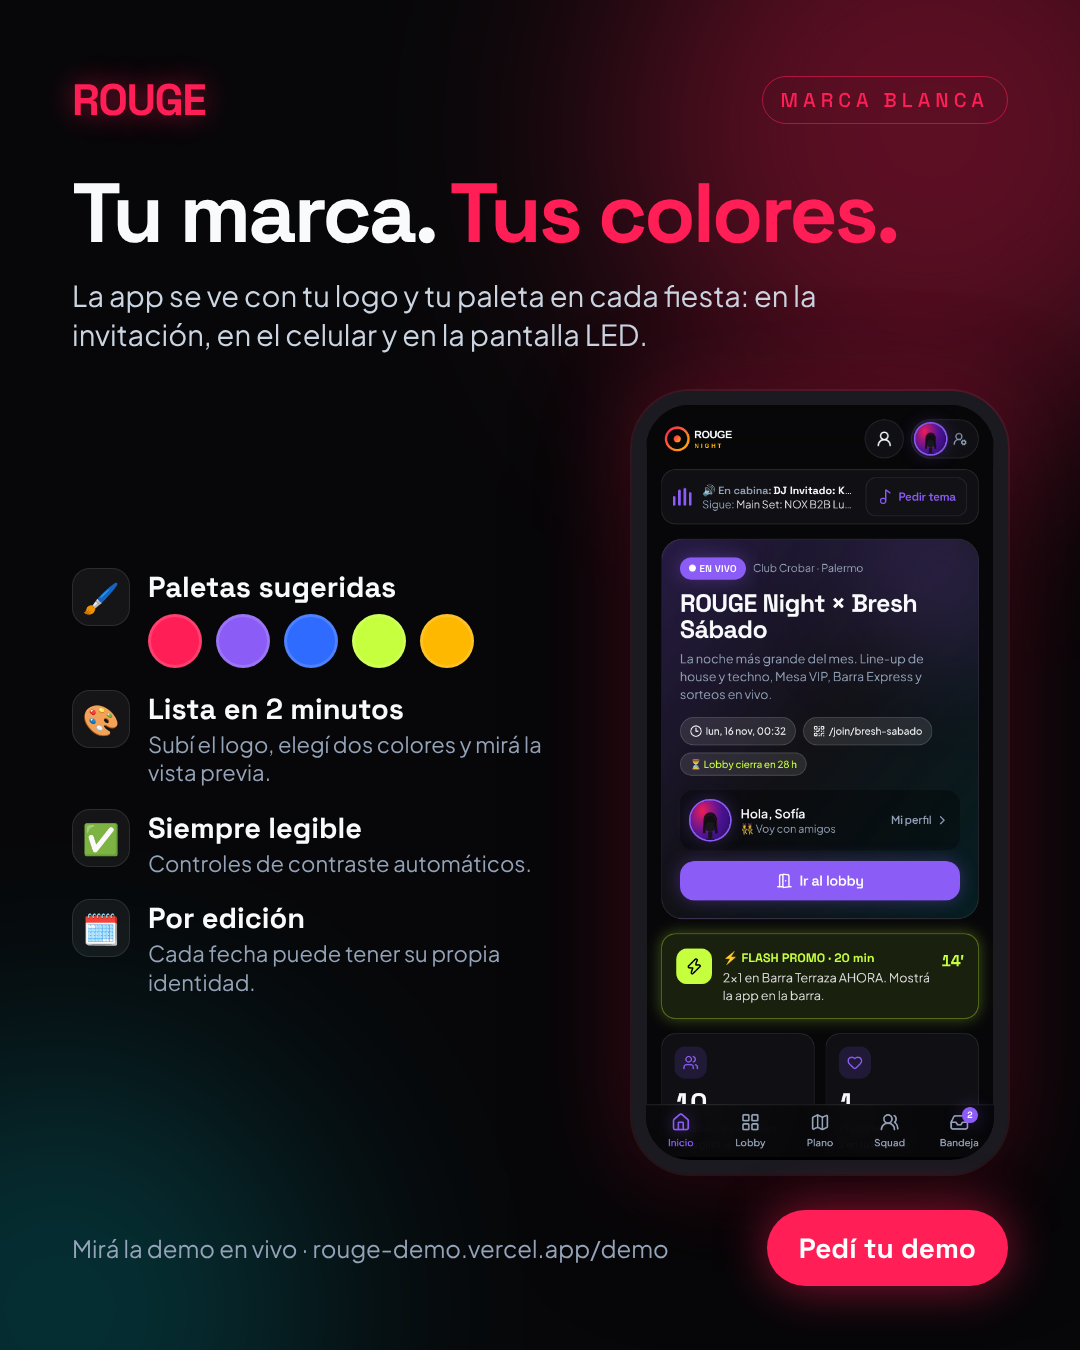 ROUGE
MARCA BLANCA
Tu marca. Tus colores.
La app se ve con tu logo y tu paleta en cada fiesta: en la
invitación, en el celular y en la pantalla LED.
Paletas sugeridas
Lista en 2 minutos
Subí el logo, elegí dos colores y mirá la
vista previa.
Siempre legible
Controles de contraste automáticos.
Por edición
Cada fecha puede tener su propia
identidad.
ROUGE
NIGHT
🔊 En cabina: DJ Invitado: K...
Sigue: Main Set: NOX B2B Lu...
Pedir tema
EN VIVO
Club Crobar · Palermo
ROUGE Night × Bresh
Sábado
La noche más grande del mes. Line-up de
house y techno, Mesa VIP, Barra Express y
sorteos en vivo.
lun, 16 nov, 00:32
/join/bresh-sabado
⏳ Lobby cierra en 28 h
Hola, Sofía
👯 Voy con amigos
Mi perfil
Ir al lobby
⚡ FLASH PROMO · 20 min
14'
2×1 en Barra Terraza AHORA. Mostrá
la app en la barra.
Inicio
Lobby
Plano
Squad
2
Bandeja
Mirá la demo en vivo · rouge-demo.vercel.app/demo
Pedí tu demo